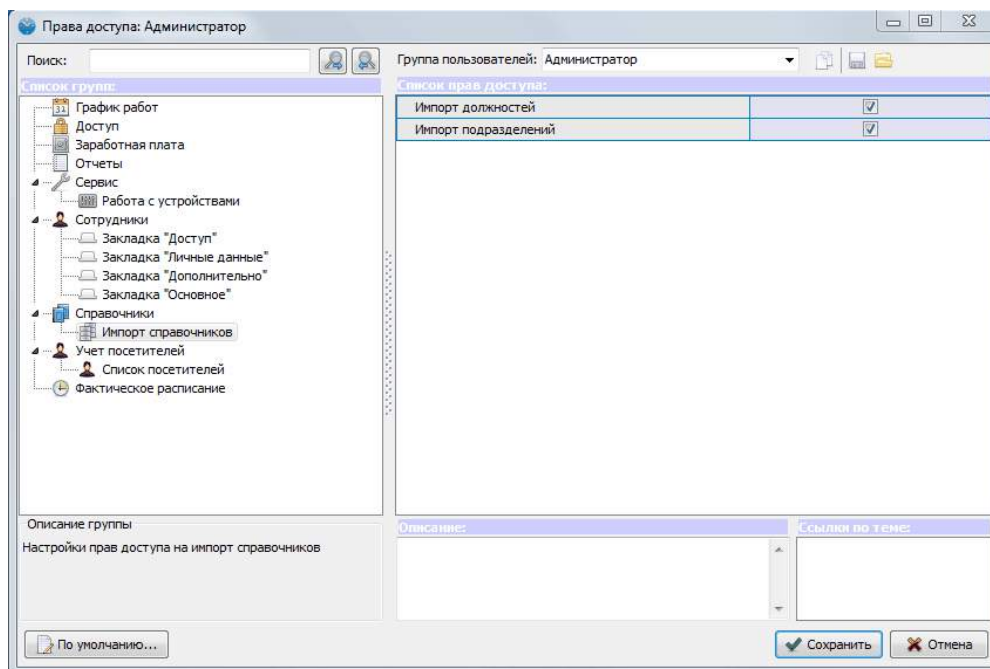 Права доступа: Администратор
Поиск:
Группа пользователей: Администратор
Список групп:
График работ
Доступ
Заработная плата
Отчеты
Сервис
Работа с устройствами
Сотрудники
Закладка "Доступ"
Закладка "Личные данные"
Закладка "Дополнительно"
Закладка "Основное"
Справочники
Импорт справочников
Учет посетителей
Список посетителей
Фактическое расписание
Список прав доступа:
Импорт должностей
Импорт подразделений
Описание группы
Настройки прав доступа на импорт справочников
Описание:
Ссылки по теме:
По умолчанию...
Сохранить
Отмена